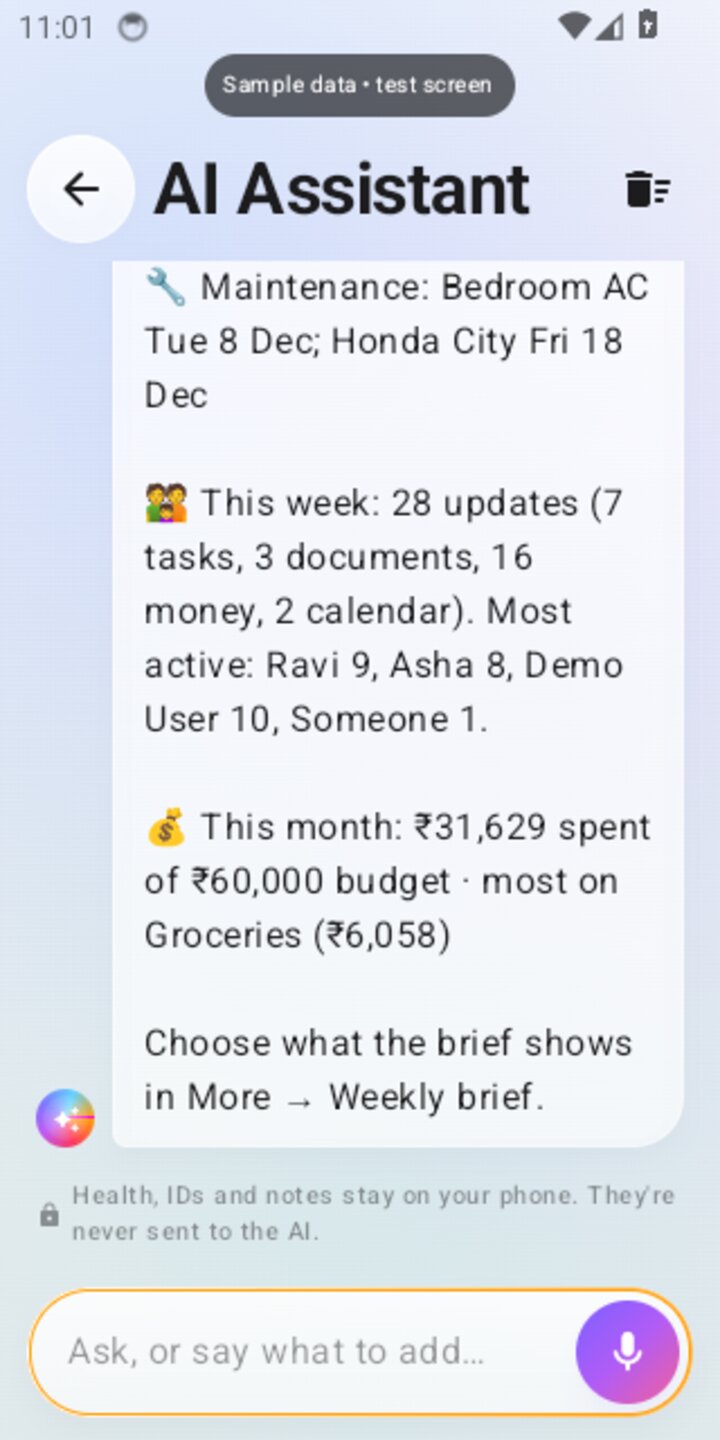 11:01
Sample data • test screen
AI Assistant
🔧 Maintenance: Bedroom AC
Tue 8 Dec; Honda City Fri 18
Dec
👨‍👩‍👦 This week: 28 updates (7
tasks, 3 documents, 16
money, 2 calendar). Most
active: Ravi 9, Asha 8, Demo
User 10, Someone 1.
💰 This month: ₹31,629 spent
of ₹60,000 budget · most on
Groceries (₹6,058)
Choose what the brief shows
in More → Weekly brief.
Health, IDs and notes stay on your phone. They're
never sent to the AI.
Ask, or say what to add...